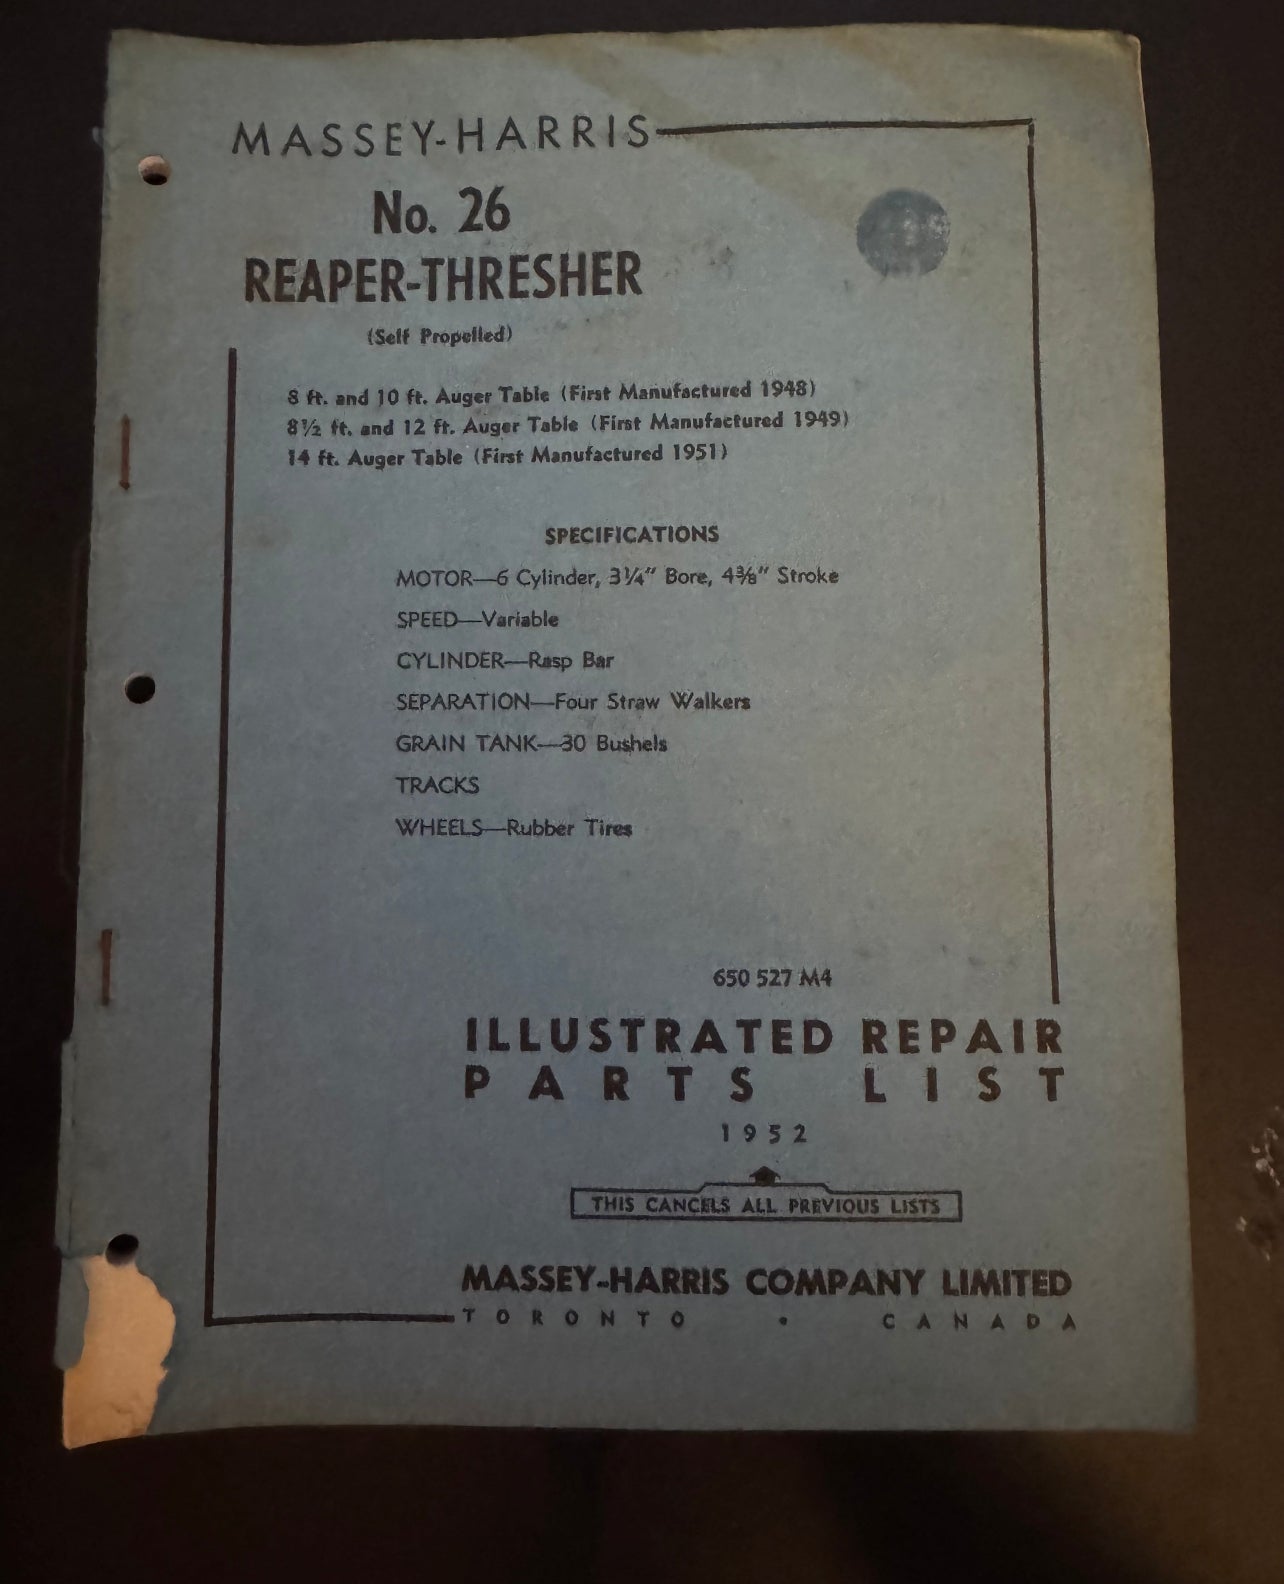 MASSEY-HARRIS
No. 26
REAPER-THRESHER
(Self Propelled)
8 ft. and 10 ft. Auger Table (First Manufactured 1948)
8½ ft. and 12 ft. Auger Table (First Manufactured 1949)
14 ft. Auger Table (First Manufactured 1951)
SPECIFICATIONS
MOTOR—6 Cylinder, 3¼" Bore, 4⅜" Stroke
SPEED—Variable
CYLINDER—Rasp Bar
SEPARATION—Four Straw Walkers
GRAIN TANK—30 Bushels
TRACKS
WHEELS—Rubber Tires
650 527 M4
ILLUSTRATED REPAIR
PARTS LIST
1952
THIS CANCELS ALL PREVIOUS LISTS
MASSEY-HARRIS COMPANY LIMITED
TORONTO • CANADA